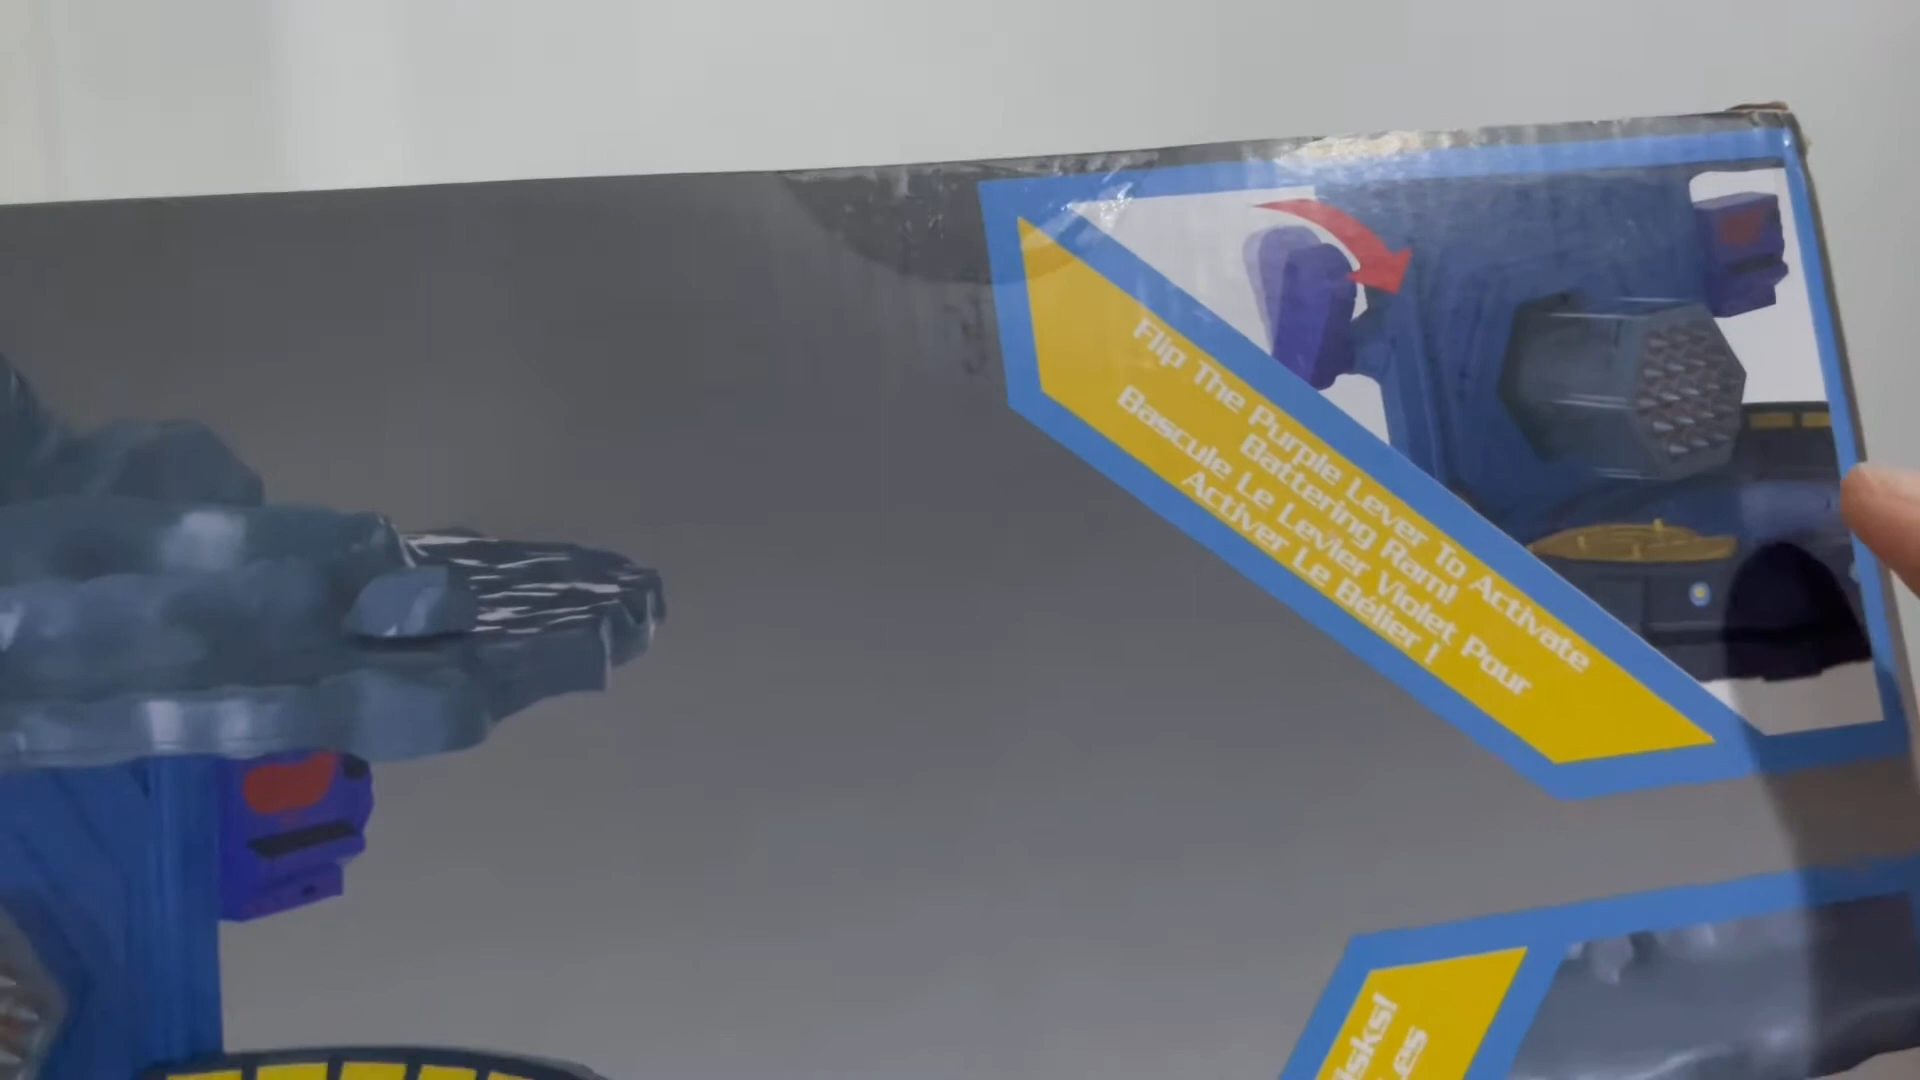 Flip The Purple Lever To Activate
Battering Ram!
Bascule Le Levier Violet Pour
Activer Le Bélier !